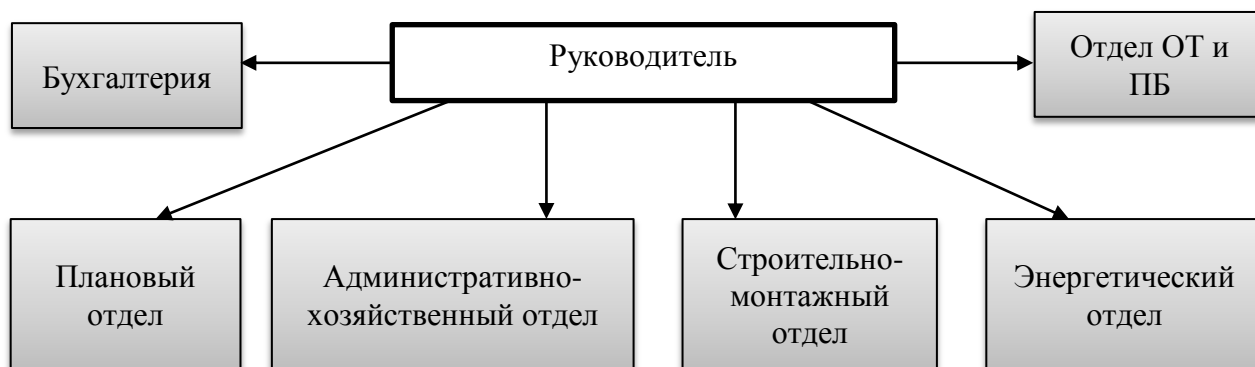 Руководитель
Бухгалтерия
Отдел ОТ и
ПБ
Плановый
отдел
Административно-
хозяйственный отдел
Строительно-
монтажный
отдел
Энергетический
отдел